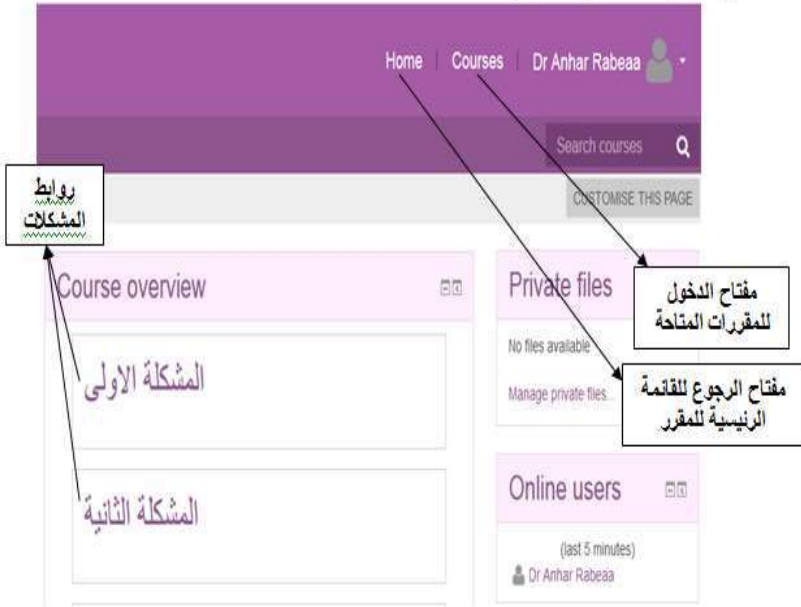 Home
Courses
Dr Anhar Rabeaa
Search courses
CUSTOMISE THIS PAGE
روابط
المشكلات
Course overview
المشكلة الاولى
المشكلة الثانية
Private files
No files available
Manage private files...
مفتاح الدخول
للمقررات المتاحة
مفتاح الرجوع للقائمة
الرئيسية للمقرر
Online users
(last 5 minutes)
Dr Anhar Rabeaa